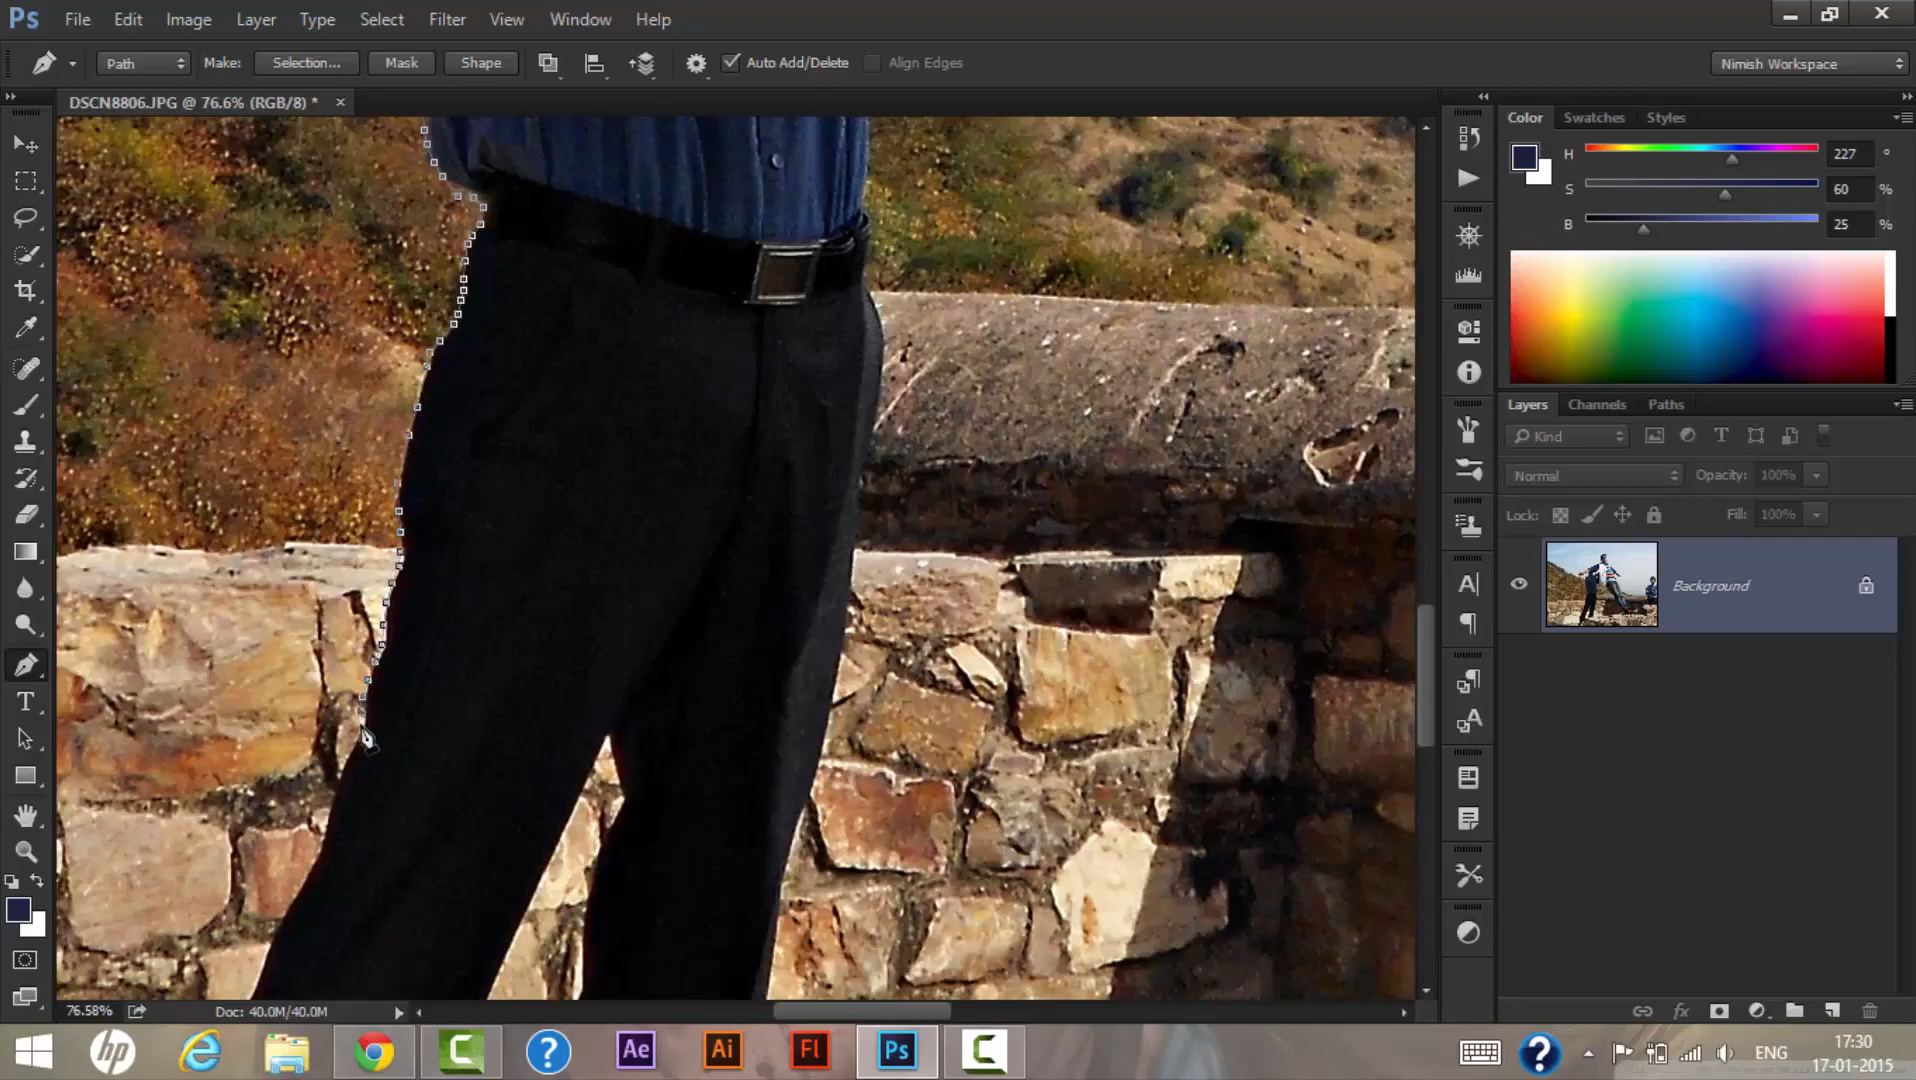 Ps File Edit Image Layer Type Select Filter View Window Help
Path Make: Selection... Mask Shape Auto Add/Delete Align Edges Nimish Workspace
DSCN8806.JPG @ 76.6% (RGB/8) * ×
Color Swatches Styles
H 227 °
S 60 %
B 25 %
Layers Channels Paths
Kind
Normal Opacity: 100%
Lock: Fill: 100%
Background
76.58% Doc: 40.0M/40.0M
hp Ae Ai Fl Ps ENG 17:30
17-01-2015